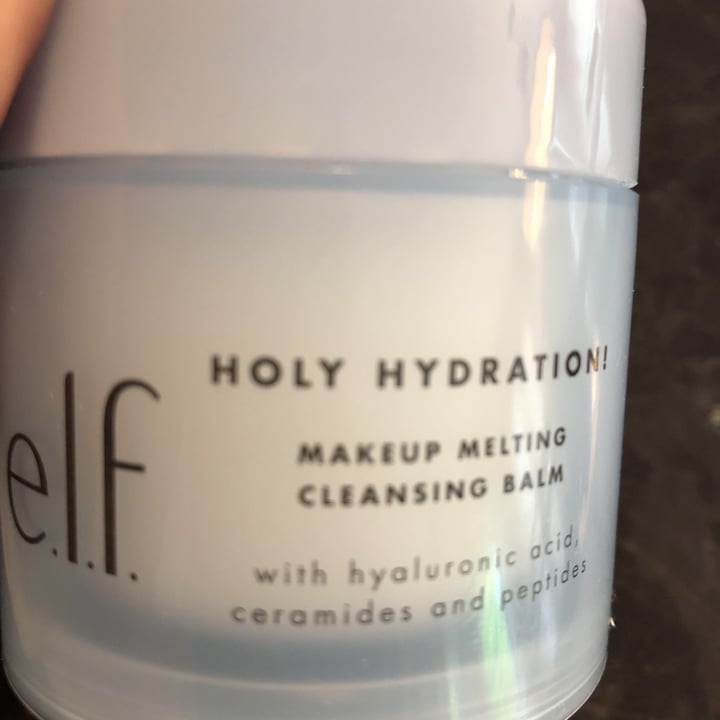 e.l.f.
HOLY HYDRATION!
MAKEUP MELTING
CLEANSING BALM
with hyaluronic acid,
ceramides and peptides